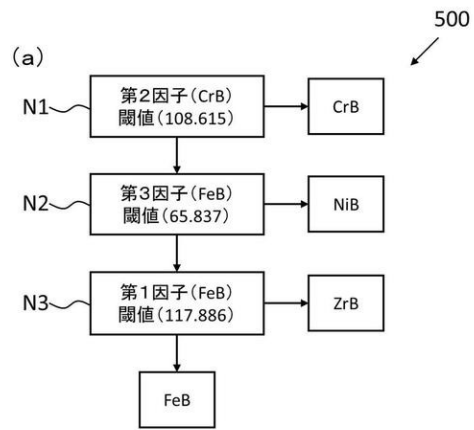 500
(a)
N1
第2因子(CrB)
閾値(108.615)
CrB
N2
第3因子(FeB)
閾値(65.837)
NiB
N3
第1因子(FeB)
閾値(117.886)
ZrB
FeB